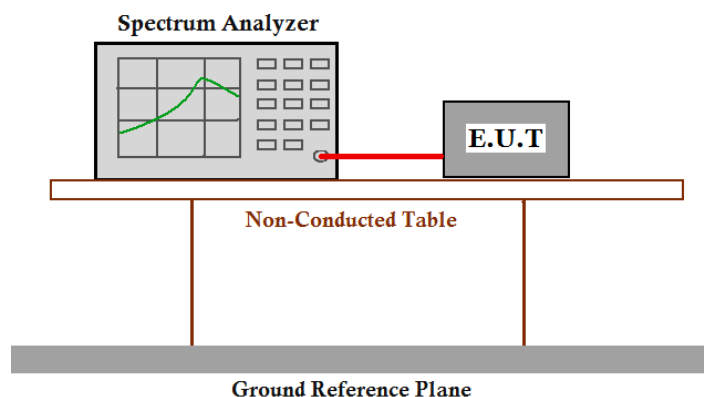 Spectrum Analyzer
E.U.T
Non-Conducted Table
Ground Reference Plane